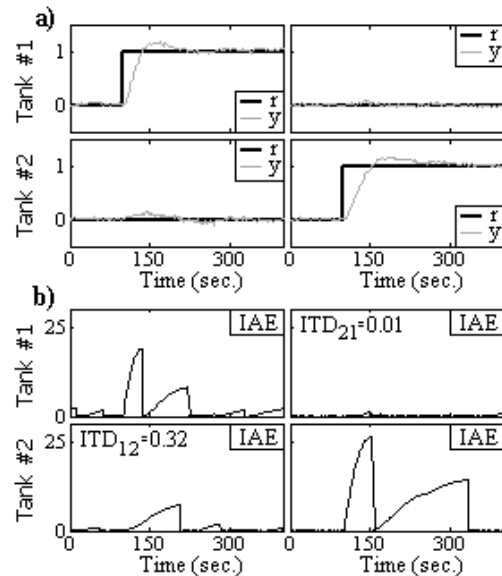 a)
Tank #1
1
0
r
y
r
y
Tank #2
1
0
r
y
r
y
0 150 300 0 150 300
Time (sec.) Time (sec.)
b)
Tank #1
25
0
IAE
ITD21=0.01
IAE
Tank #2
25
0
ITD12=0.32
IAE
IAE
0 150 300 0 150 300
Time (sec.) Time (sec.)